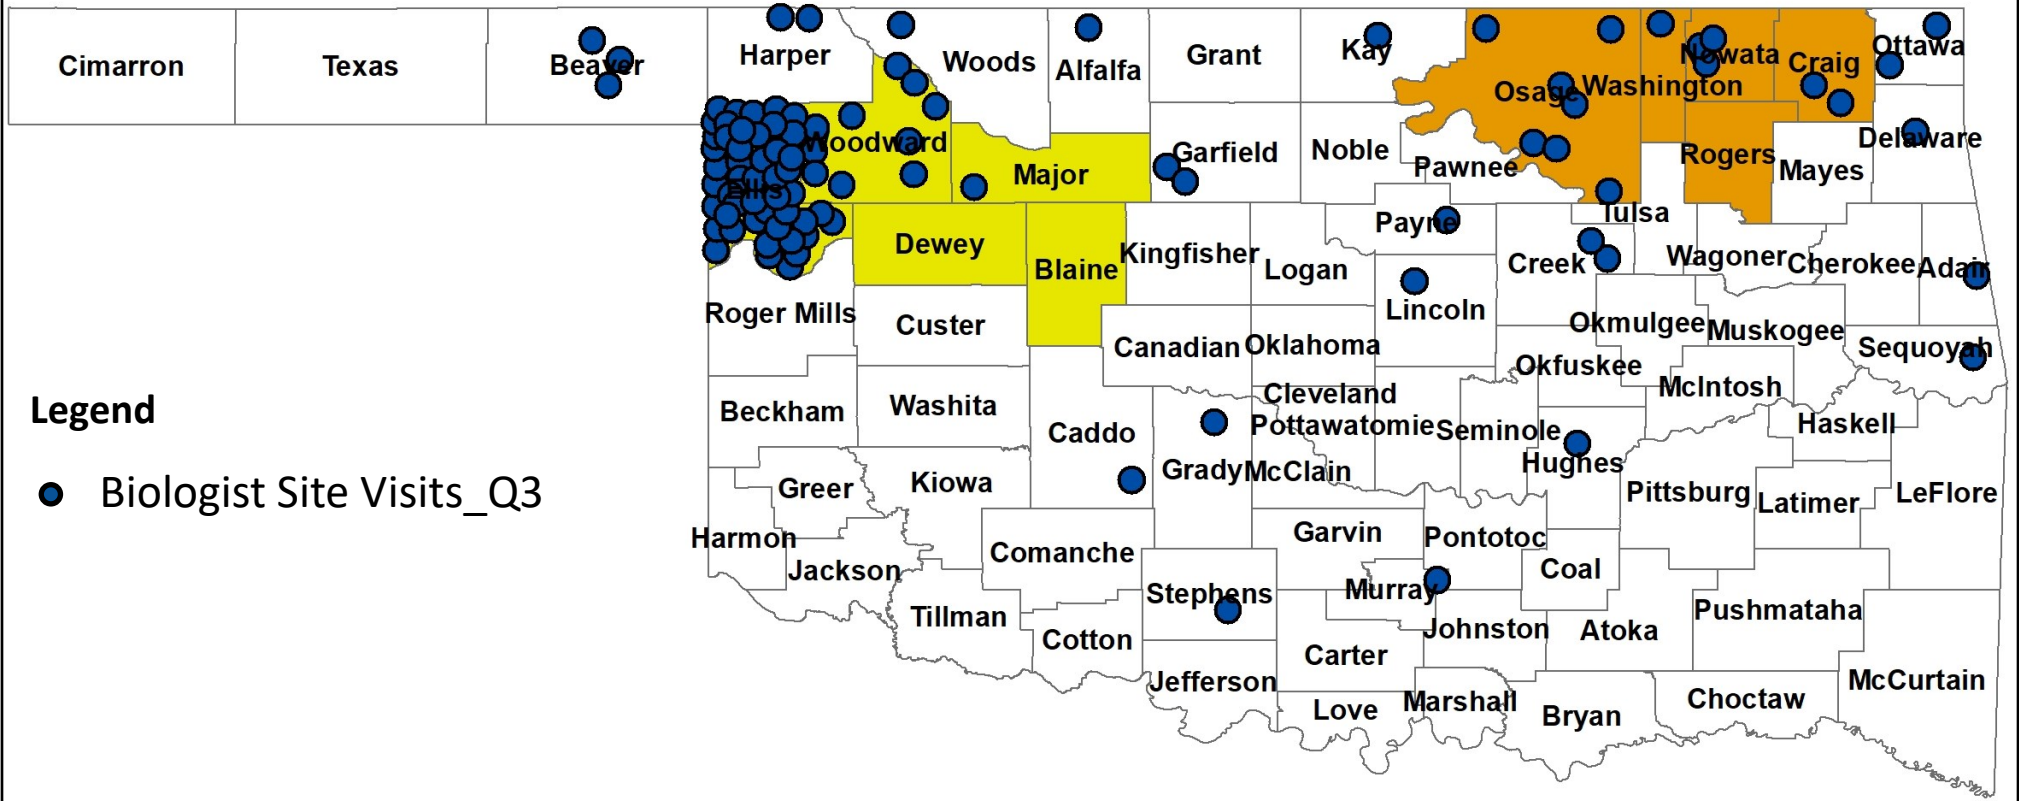 Cimarron
Texas
Beaver
Harper
Woods
Alfalfa
Grant
Kay
Osage
Washington
Nowata
Craig
Ottawa
Woodward
Major
Garfield
Noble
Pawnee
Rogers
Mayes
Delaware
Ellis
Dewey
Blaine
Kingfisher
Logan
Payne
Tulsa
Creek
Wagoner
Cherokee
Adair
Roger Mills
Custer
Canadian
Oklahoma
Lincoln
Okmulgee
Muskogee
Sequoyah
Okfuskee
McIntosh
Beckham
Washita
Caddo
Cleveland
Pottawatomie
Seminole
Hughes
Haskell
Grady
McClain
Greer
Kiowa
Pittsburg
Latimer
LeFlore
Harmon
Jackson
Comanche
Garvin
Pontotoc
Coal
Stephens
Murray
Tillman
Cotton
Johnston
Atoka
Pushmataha
Carter
Jefferson
Love
Marshall
Bryan
Choctaw
McCurtain
Legend
Biologist Site Visits_Q3